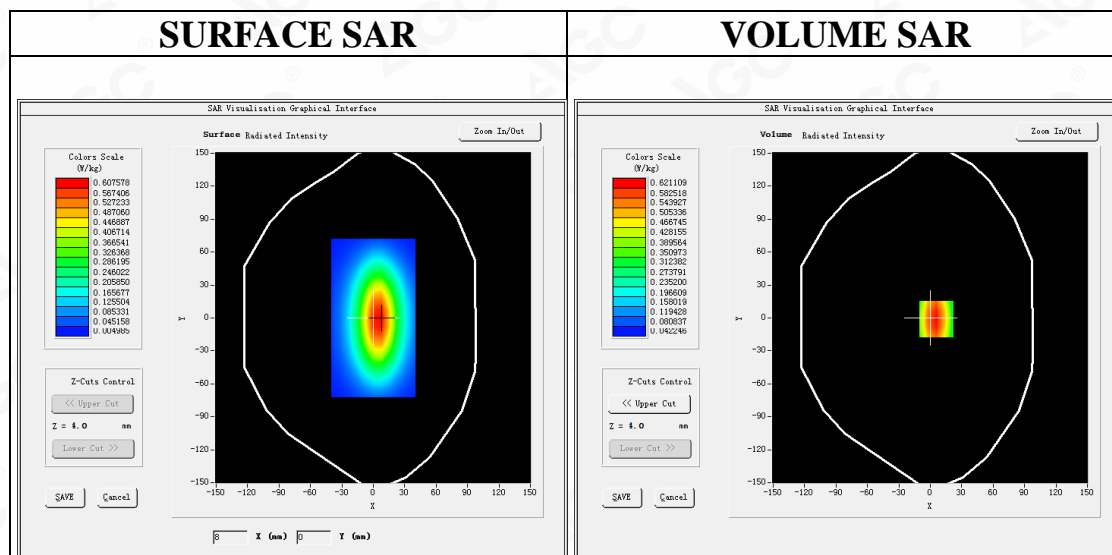 SURFACE SAR
SAR Visualisation Graphical Interface
Surface Radiated Intensity
Zoom In/Out
Colors Scale
(W/kg)
0.607578
0.567406
0.527233
0.487060
0.446887
0.406714
0.366541
0.326368
0.286195
0.246022
0.205850
0.165677
0.125504
0.085331
0.045158
0.004985
150
120
90
60
30
0
-30
-60
-90
-120
-150
Y
-150 -120 -90 -60 -30 0 30 60 90 120 150
X
Z-Cuts Control
<< Upper Cut
Z = 4.0 mm
Lower Cut >>
SAVE Cancel
8 X (mm) 0 Y (mm)
VOLUME SAR
SAR Visualisation Graphical Interface
Volume Radiated Intensity
Zoom In/Out
Colors Scale
(W/kg)
0.621109
0.582518
0.543927
0.505336
0.466745
0.428155
0.389564
0.350973
0.312382
0.273791
0.235200
0.196609
0.158019
0.119428
0.080837
0.042246
150
120
90
60
30
0
-30
-60
-90
-120
-150
Y
-150 -120 -90 -60 -30 0 30 60 90 120 150
X
Z-Cuts Control
<< Upper Cut
Z = 4.0 mm
Lower Cut >>
SAVE Cancel